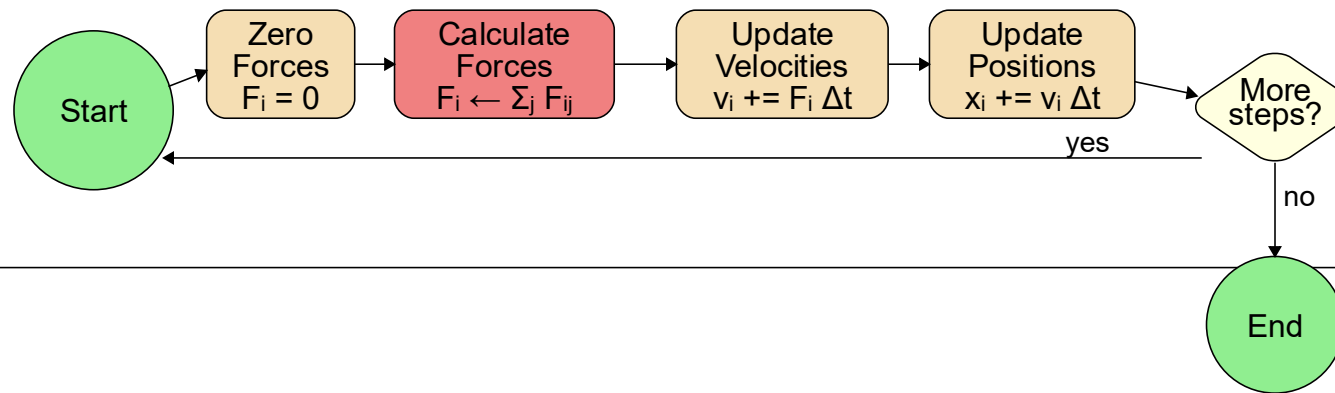 Start
Zero
Forces
Fᵢ = 0
Calculate
Forces
Fᵢ ← Σⱼ Fᵢⱼ
Update
Velocities
vᵢ += Fᵢ Δt
Update
Positions
xᵢ += vᵢ Δt
More
steps?
yes
no
End